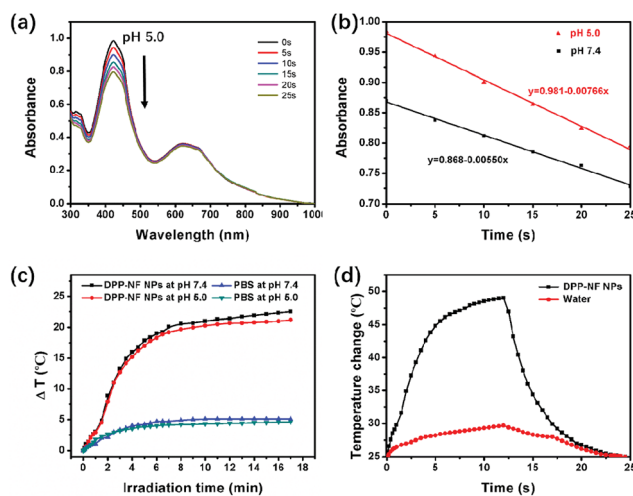 (a)
pH 5.0
0s
5s
10s
15s
20s
25s
Absorbance
1.0
0.8
0.6
0.4
0.2
0.0
300 400 500 600 700 800 900 1000
Wavelength (nm)
(b)
pH 5.0
pH 7.4
y=0.981-0.00766x
y=0.868-0.00550x
Absorbance
1.00
0.95
0.90
0.85
0.80
0.75
0.70
0 5 10 15 20 25
Time (s)
(c)
DPP-NF NPs at pH 7.4 PBS at pH 7.4
DPP-NF NPs at pH 5.0 PBS at pH 5.0
Δ T (℃)
25
20
15
10
5
0
0 2 4 6 8 10 12 14 16 18
Irradiation time (min)
(d)
DPP-NF NPs
Water
Temperature change (℃)
50
45
40
35
30
25
0 5 10 15 20 25
Time (s)